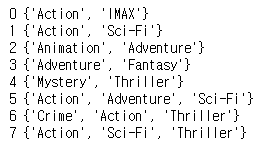 0 {'Action', 'IMAX'}
1 {'Action', 'Sci-Fi'}
2 {'Animation', 'Adventure'}
3 {'Adventure', 'Fantasy'}
4 {'Mystery', 'Thriller'}
5 {'Action', 'Adventure', 'Sci-Fi'}
6 {'Crime', 'Action', 'Thriller'}
7 {'Action', 'Sci-Fi', 'Thriller'}